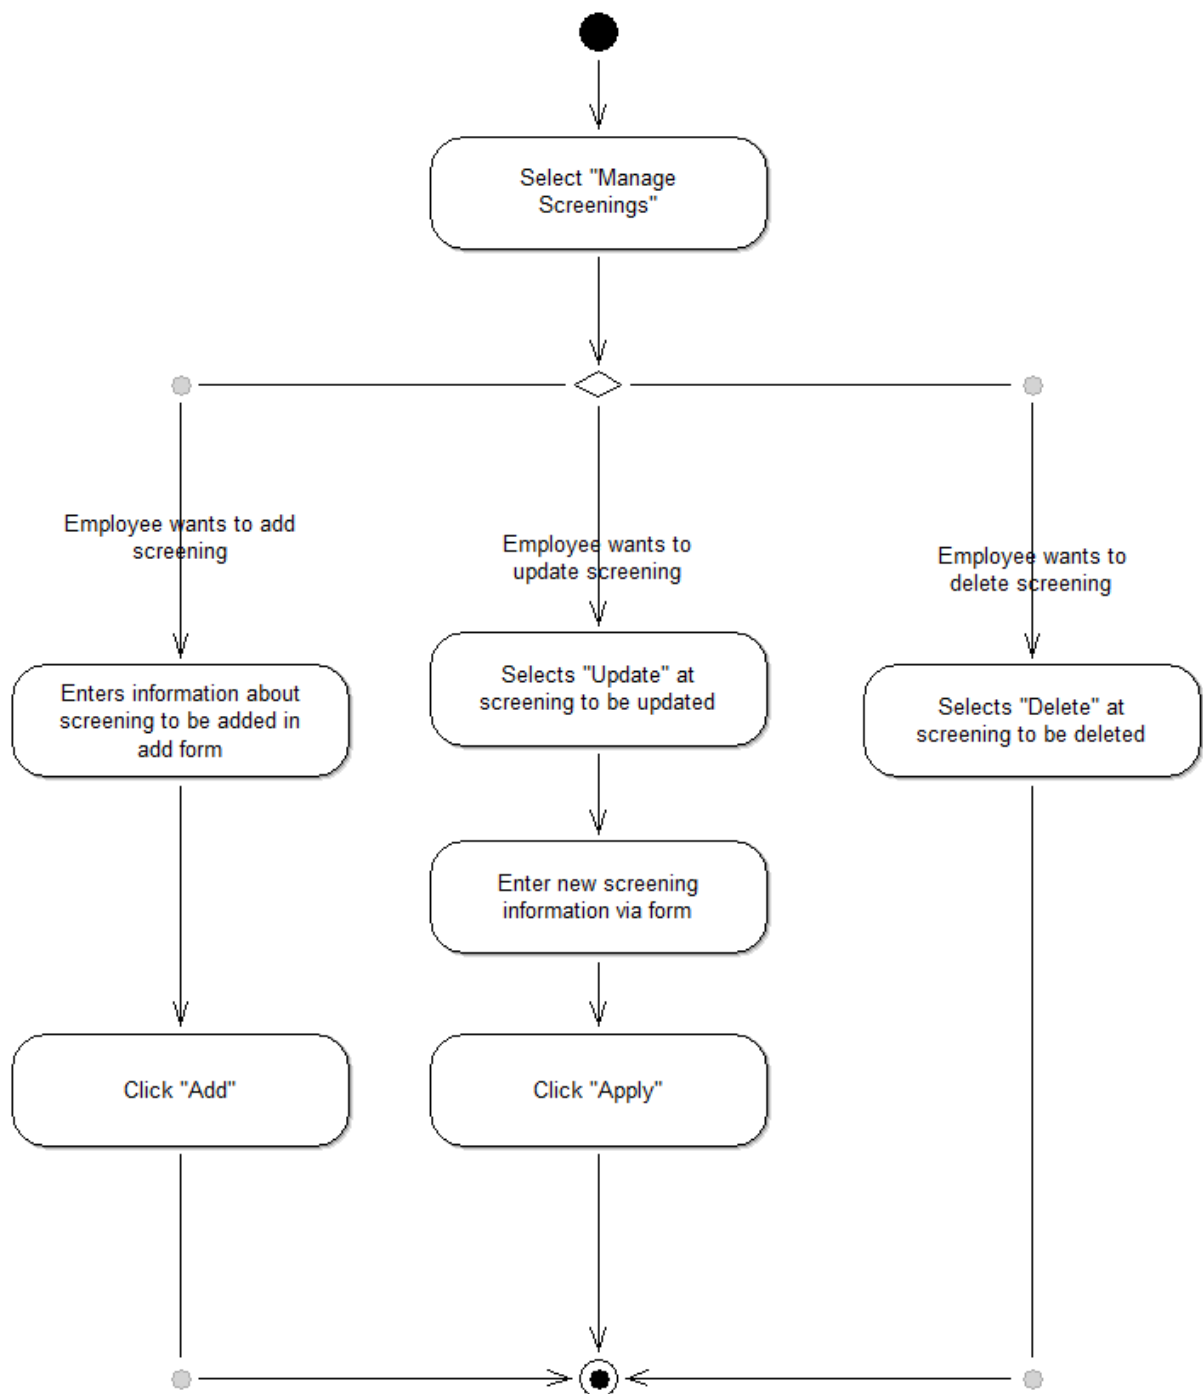 Select "Manage
Screenings"
Employee wants to add
screening
Employee wants to
update screening
Employee wants to
delete screening
Enters information about
screening to be added in
add form
Selects "Update" at
screening to be updated
Selects "Delete" at
screening to be deleted
Enter new screening
information via form
Click "Add"
Click "Apply"